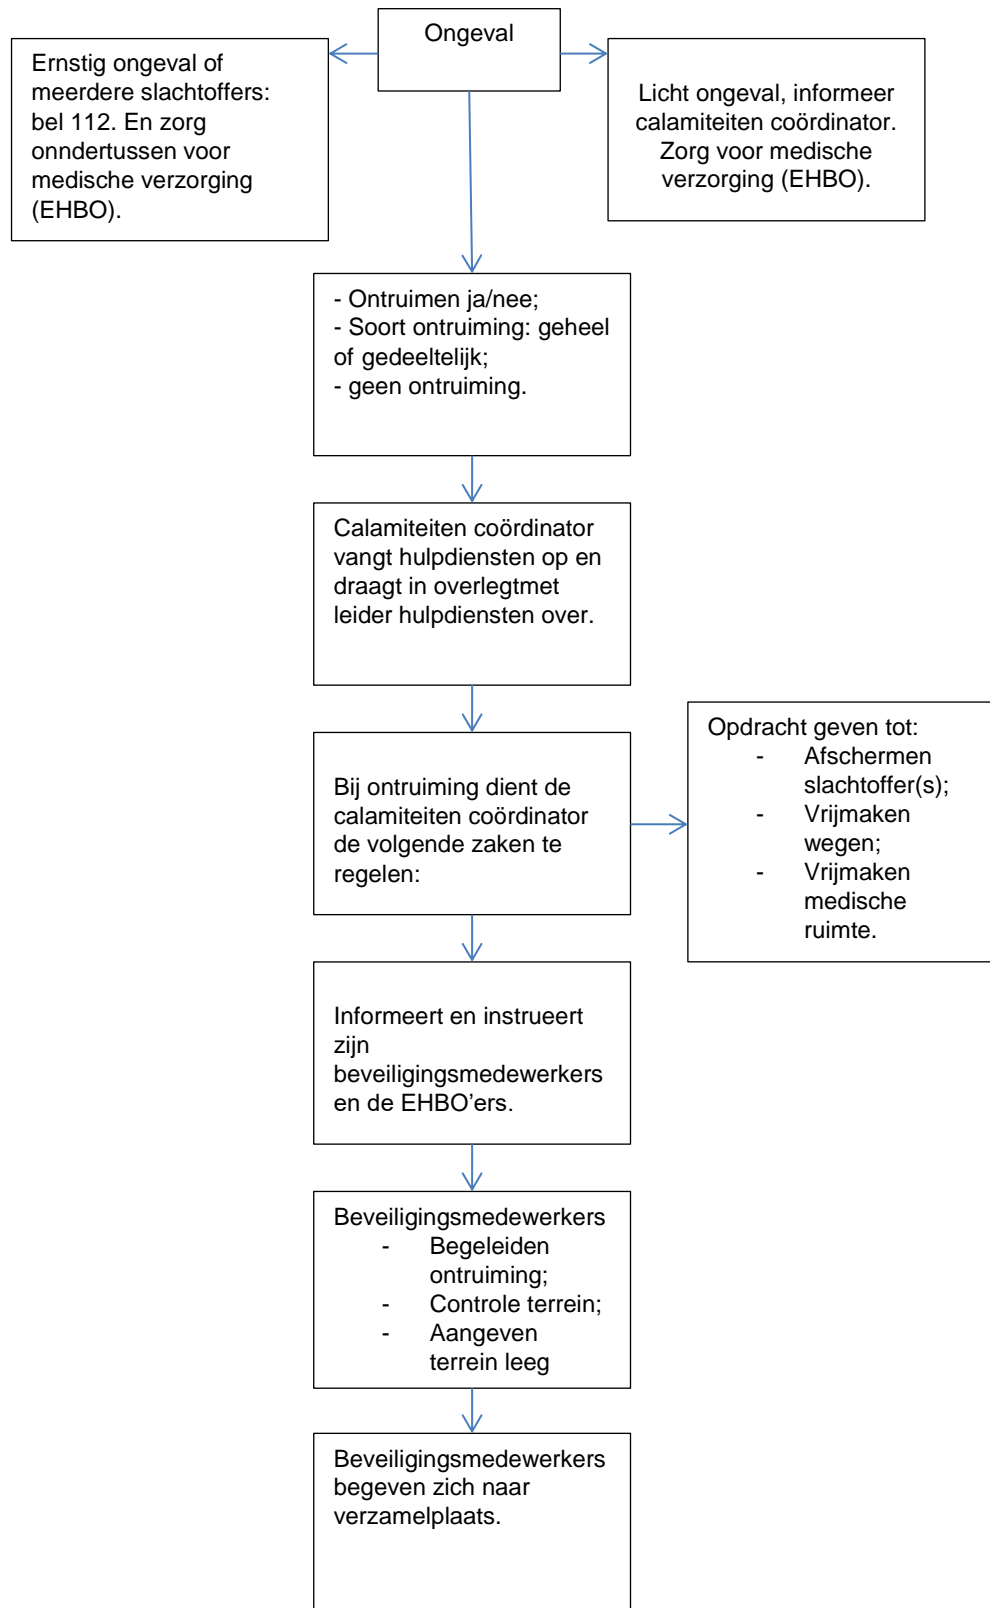 Ongeval
Ernstig ongeval of
meerdere slachtoffers:
bel 112. En zorg
onndertussen voor
medische verzorging
(EHBO).
Licht ongeval, informeer
calamiteiten coördinator.
Zorg voor medische
verzorging (EHBO).
- Ontruimen ja/nee;
- Soort ontruiming: geheel
of gedeeltelijk;
- geen ontruiming.
Calamiteiten coördinator
vangt hulpdiensten op en
draagt in overlegtmet
leider hulpdiensten over.
Bij ontruiming dient de
calamiteiten coördinator
de volgende zaken te
regelen:
Opdracht geven tot:
- Afschermen
slachtoffer(s);
- Vrijmaken
wegen;
- Vrijmaken
medische
ruimte.
Informeert en instrueert
zijn
beveiligingsmedewerkers
en de EHBO’ers.
Beveiligingsmedewerkers
- Begeleiden
ontruiming;
- Controle terrein;
- Aangeven
terrein leeg
Beveiligingsmedewerkers
begeven zich naar
verzamelplaats.